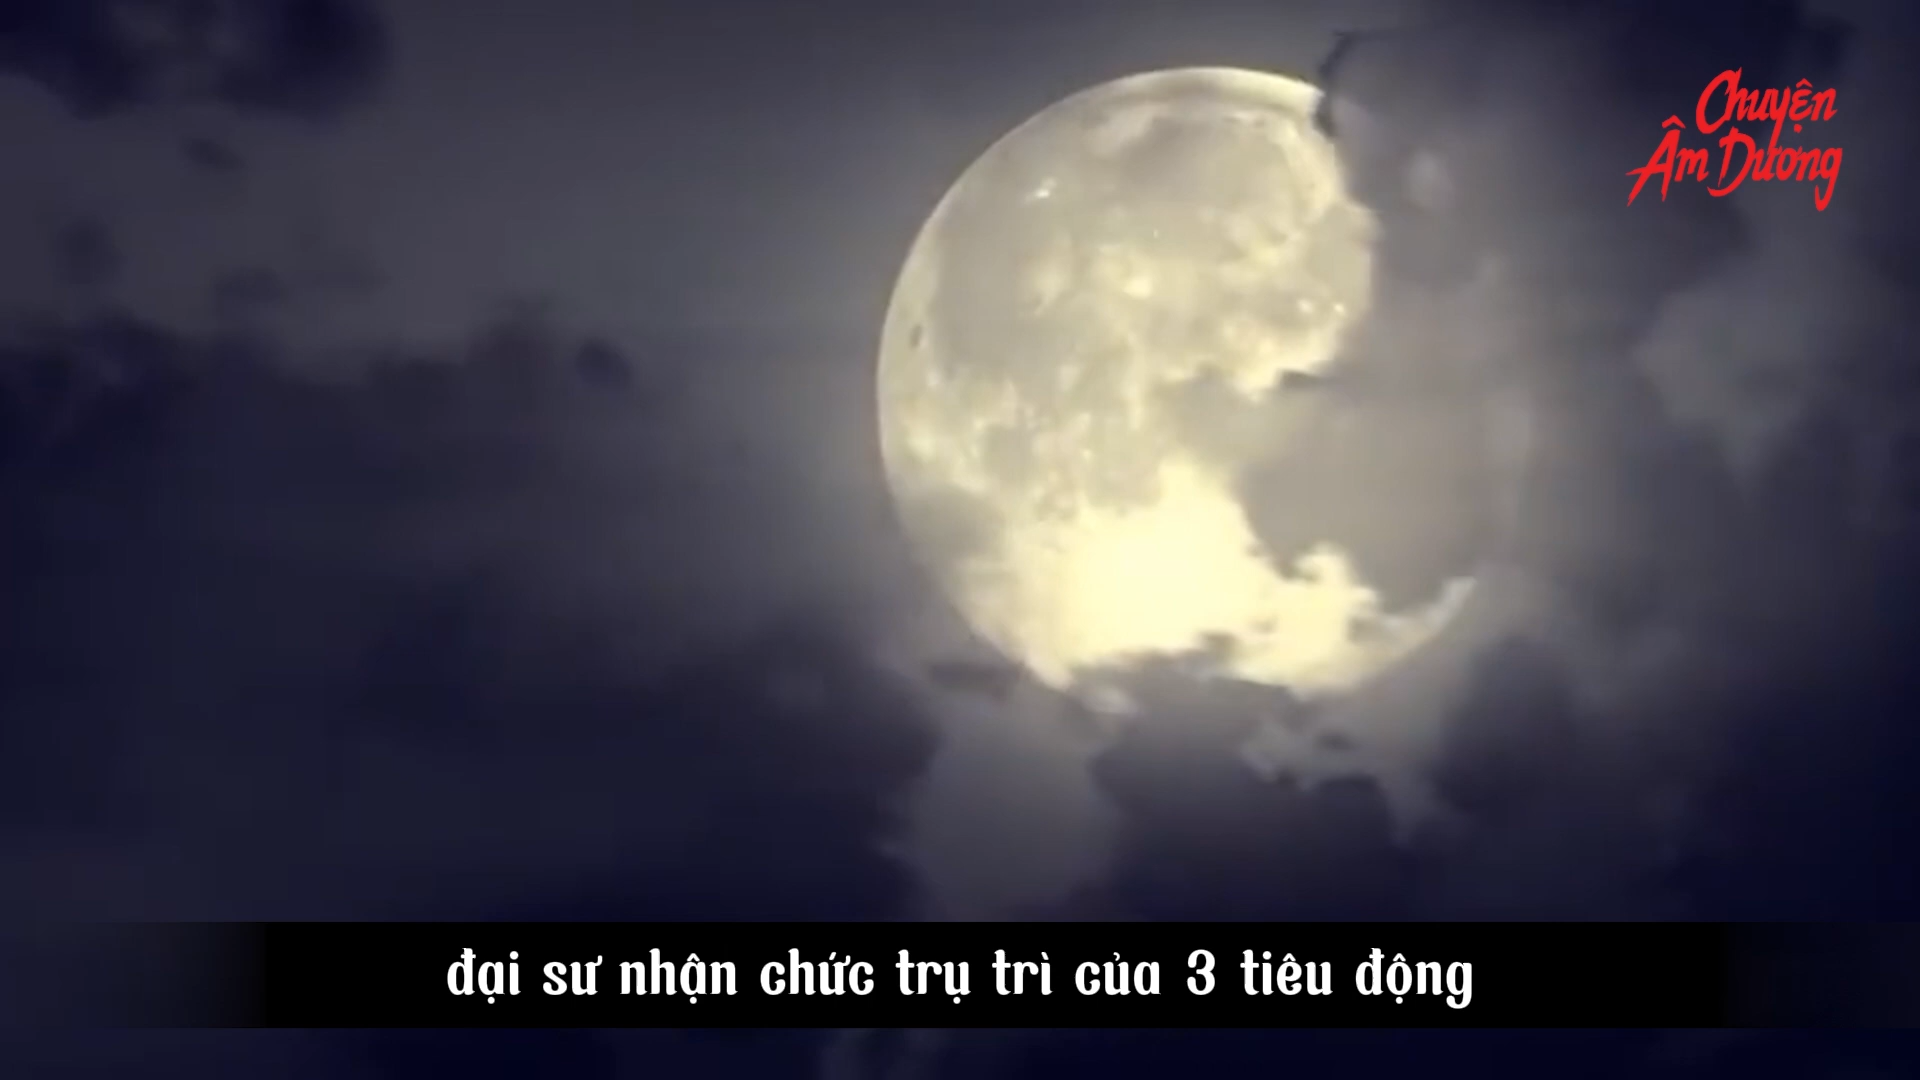 Chuyện
Âm Dương
đại sư nhận chức trụ trì của 3 tiêu động